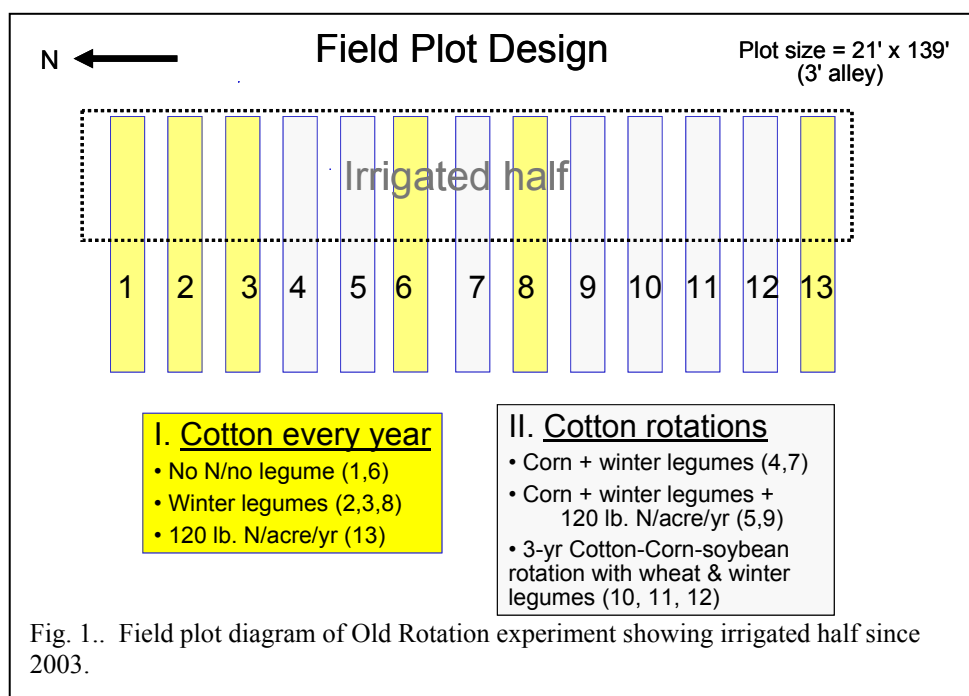 Field Plot Design
N
Plot size = 21' x 139'
(3' alley)
Irrigated half
1 2 3 4 5 6 7 8 9 10 11 12 13
I. Cotton every year
• No N/no legume (1,6)
• Winter legumes (2,3,8)
• 120 lb. N/acre/yr (13)
II. Cotton rotations
• Corn + winter legumes (4,7)
• Corn + winter legumes +
120 lb. N/acre/yr (5,9)
• 3-yr Cotton-Corn-soybean
rotation with wheat & winter
legumes (10, 11, 12)
Fig. 1.. Field plot diagram of Old Rotation experiment showing irrigated half since
2003.